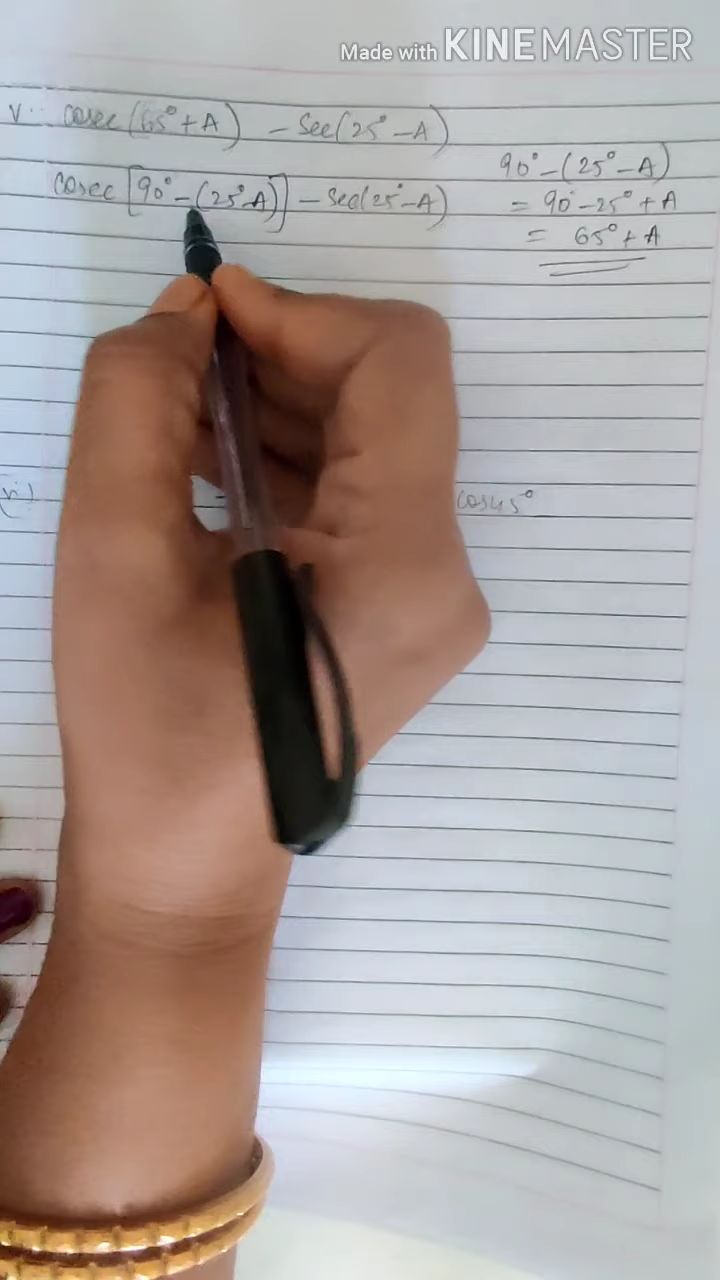 Made with KINEMASTER
v. cosec(65°+A) - Sec(25°-A)
cosec [90°-(25°-A)] - Sec(25°-A)
90°-(25°-A)
= 90°-25°+A
= 65°+A
cos45°